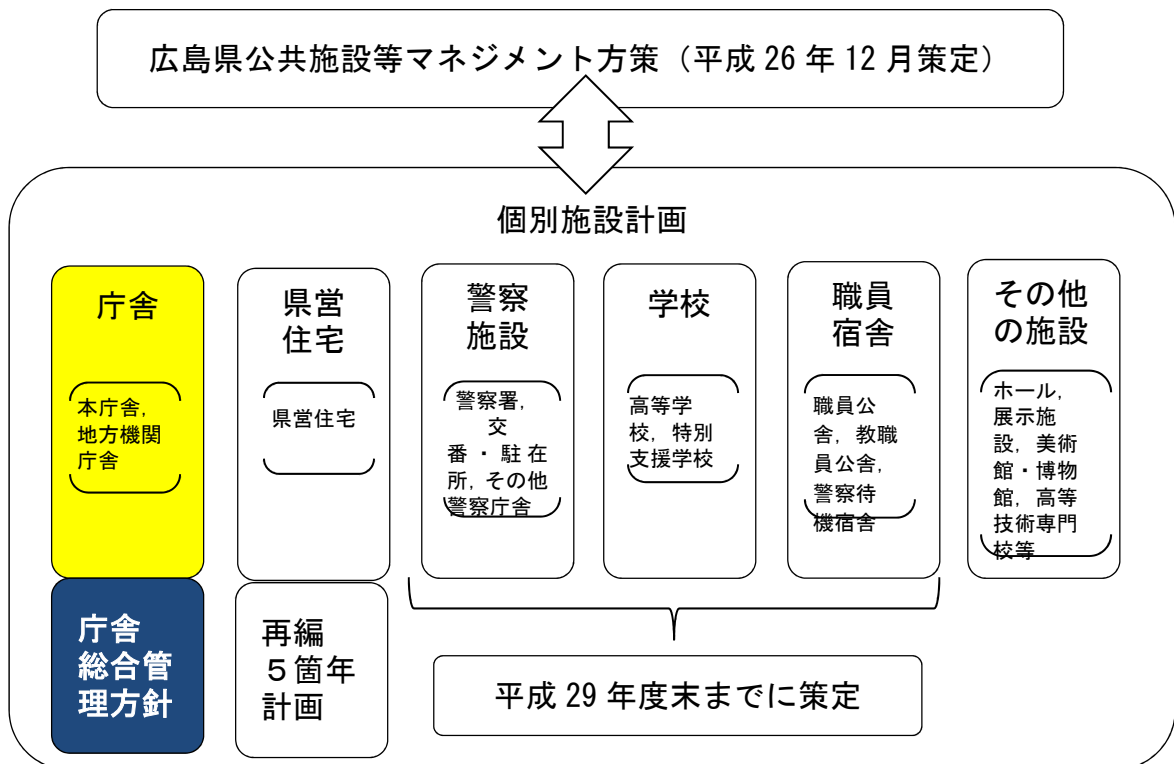 広島県公共施設等マネジメント方策（平成 26 年 12 月策定）
個別施設計画
庁舎
本庁舎，
地方機関
庁舎
県営
住宅
県営住宅
警察
施設
警察署，
交
番・駐在
所，その他
警察庁舎
学校
高等学
校，特別
支援学校
職員
宿舎
職員公
舎，教職
員公舎，
警察待
機宿舎
その他
の施設
ホール，
展示施
設，美術
館・博物
館，高等
技術専門
校等
庁舎
総合管
理方針
再編
５箇年
計画
平成 29 年度末までに策定